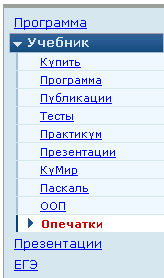 Программа
Учебник
Купить
Программа
Публикации
Тесты
Практикум
Презентации
КуМир
Паскаль
ООП
Опечатки
Презентации
ЕГЭ